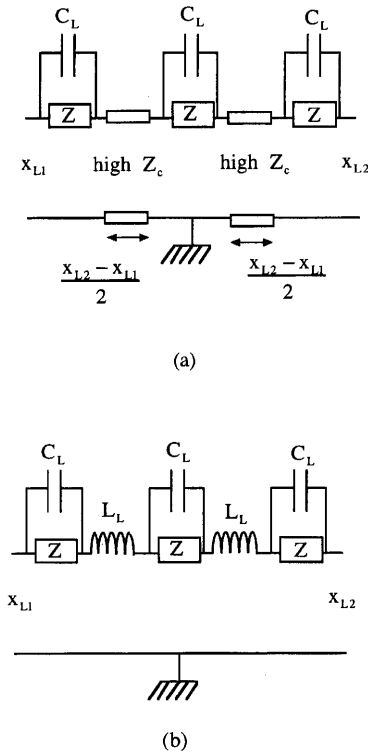 C_L C_L C_L
Z Z Z
x_L1 high Z_c high Z_c x_L2
x_L2 − x_L1 x_L2 − x_L1
2 2
(a)
C_L C_L C_L
L_L L_L
Z Z Z
x_L1 x_L2
(b)